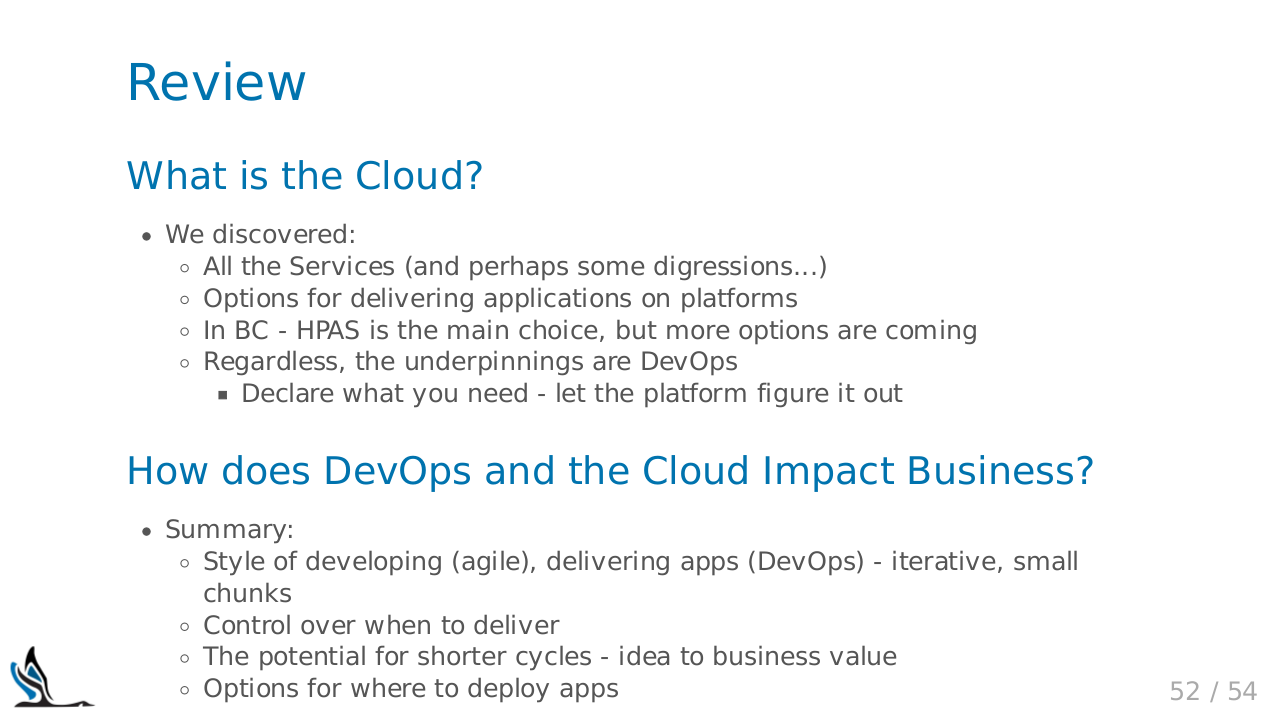 Review
What is the Cloud?
We discovered:
All the Services (and perhaps some digressions...)
Options for delivering applications on platforms
In BC - HPAS is the main choice, but more options are coming
Regardless, the underpinnings are DevOps
Declare what you need - let the platform figure it out
How does DevOps and the Cloud Impact Business?
Summary:
Style of developing (agile), delivering apps (DevOps) - iterative, small
chunks
Control over when to deliver
The potential for shorter cycles - idea to business value
Options for where to deploy apps
52 / 54